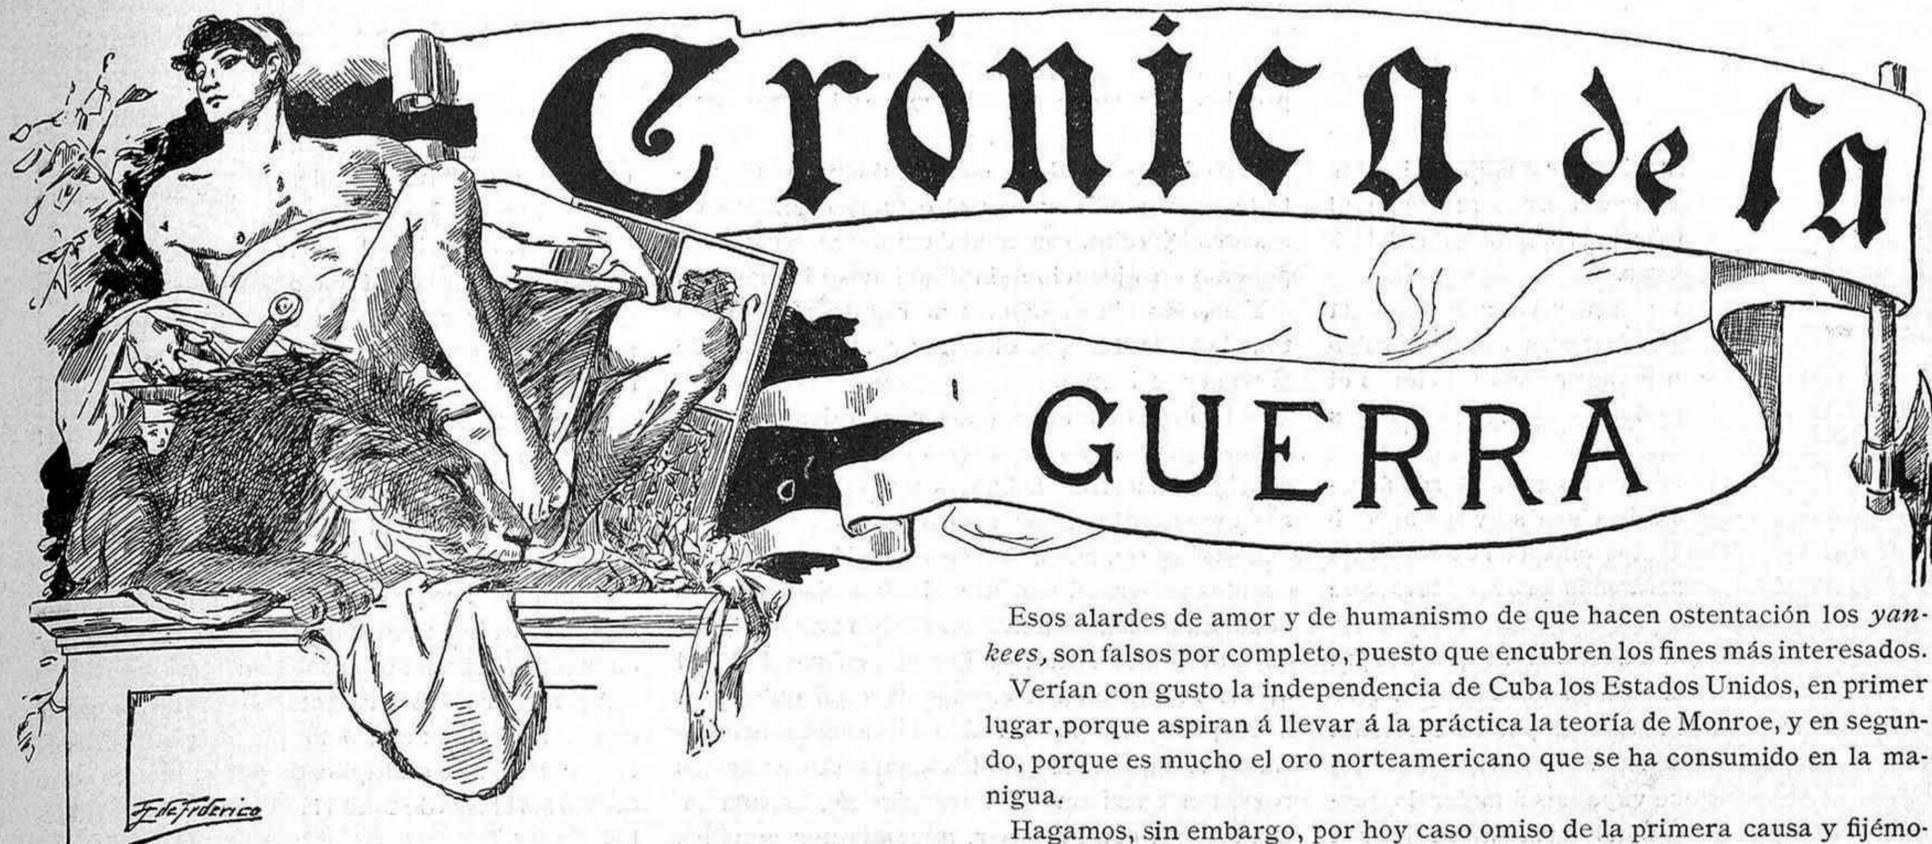 Crónica de la
GUERRA
Esos alardes de amor y de humanismo de que hacen ostentación los yan-
kees, son falsos por completo, puesto que encubren los fines más interesados.
Verían con gusto la independencia de Cuba los Estados Unidos, en primer
lugar, porque aspiran á llevar á la práctica la teoría de Monroe, y en segun-
do, porque es mucho el oro norteamericano que se ha consumido en la ma-
nigua.
Hagamos, sin embargo, por hoy caso omiso de la primera causa y fijémo-
F. de Federico